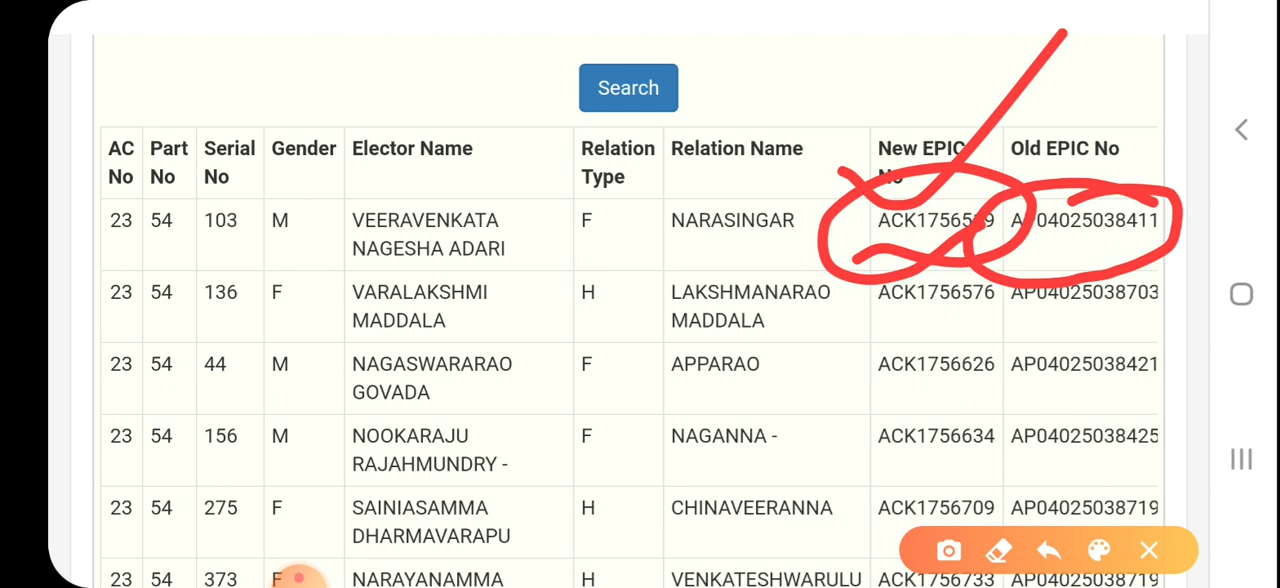 Search
AC No Part No Serial No Gender Elector Name Relation Type Relation Name New EPIC No Old EPIC No
23 54 103 M VEERAVENKATA NAGESHA ADARI F NARASINGAR AP04025038411
23 54 136 F VARALAKSHMI MADDALA H LAKSHMANARAO MADDALA ACK1756576 AP04025038703
23 54 44 M NAGASWARARAO GOVADA F APPARAO ACK1756626 AP04025038421
23 54 156 M NOOKARAJU RAJAHMUNDRY - F NAGANNA - ACK1756634 AP04025038425
23 54 275 F SAINIASAMMA DHARMAVARAPU H CHINAVEERANNA ACK1756709 AP04025038719
23 54 373 F NARAYANAMMA H VENKATESHWARULU ACK1756733 AP04025038719